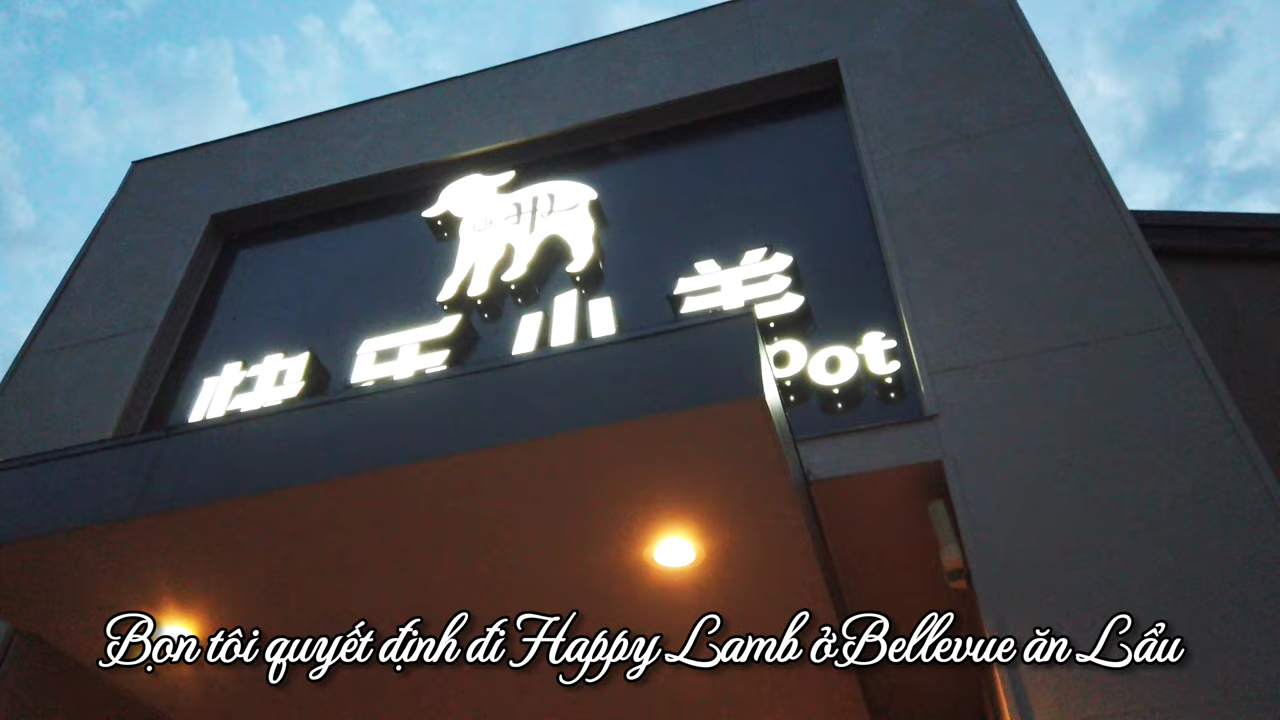 快乐小羊
pot
Bọn tôi quyết định đi Happy Lamb ở Bellevue ăn Lẩu